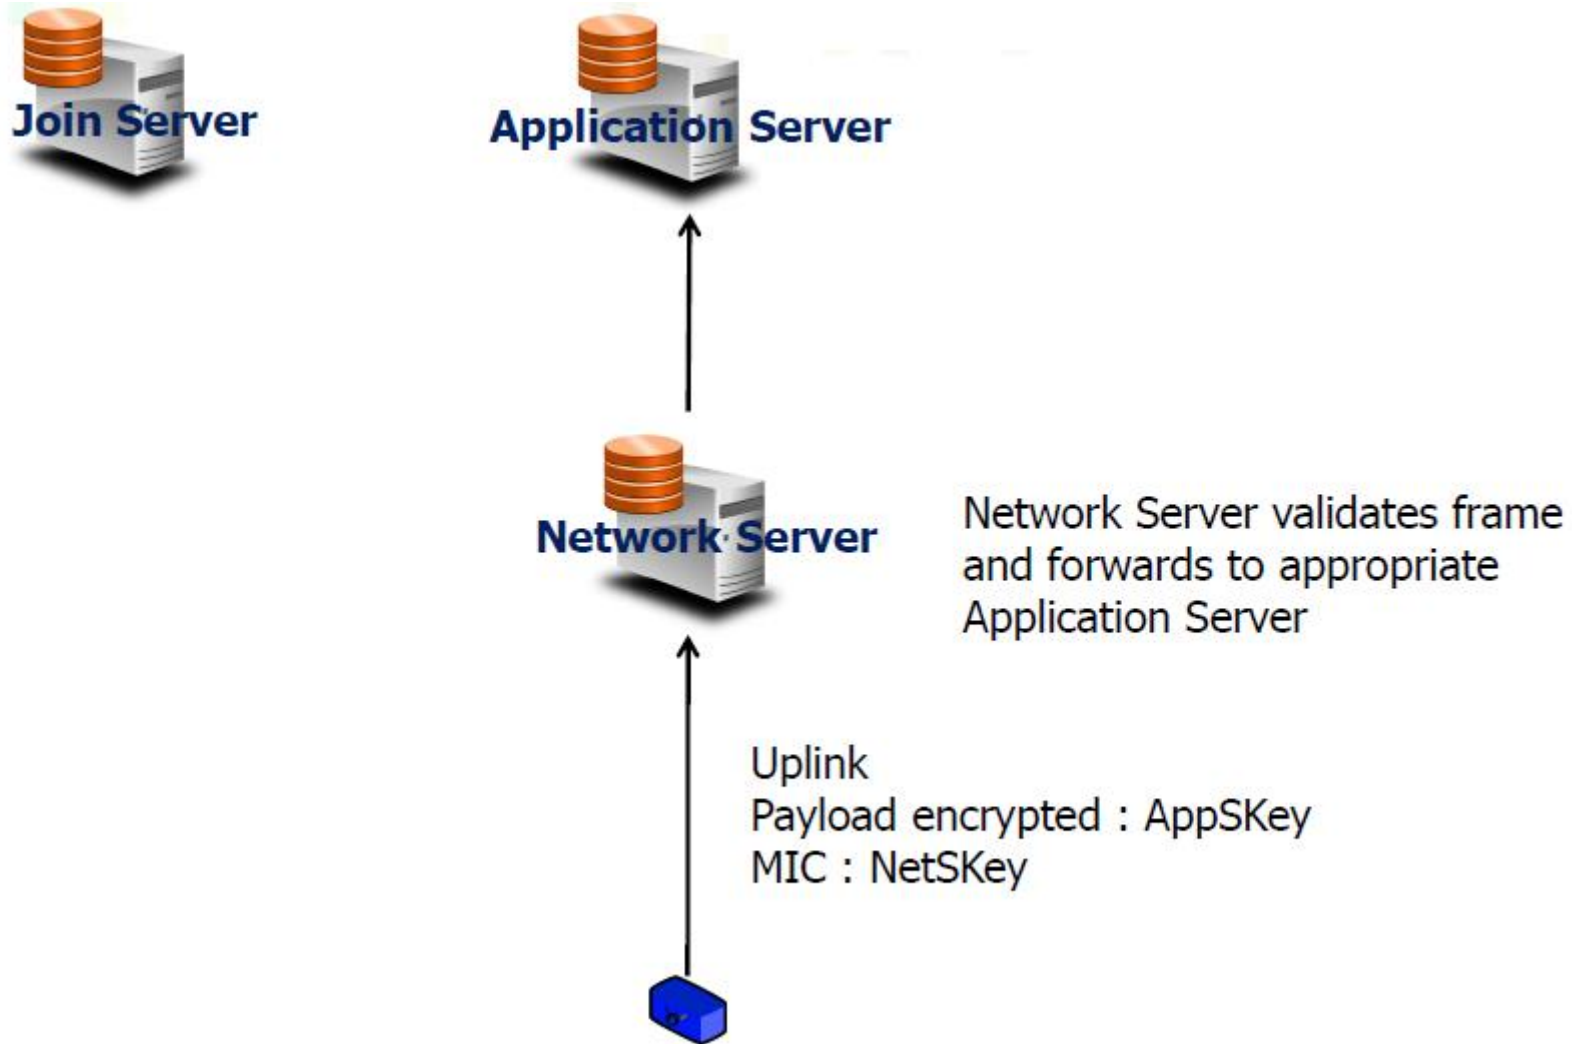 Join Server
Application Server
Network Server
Network Server validates frame
and forwards to appropriate
Application Server
Uplink
Payload encrypted : AppSKey
MIC : NetSKey